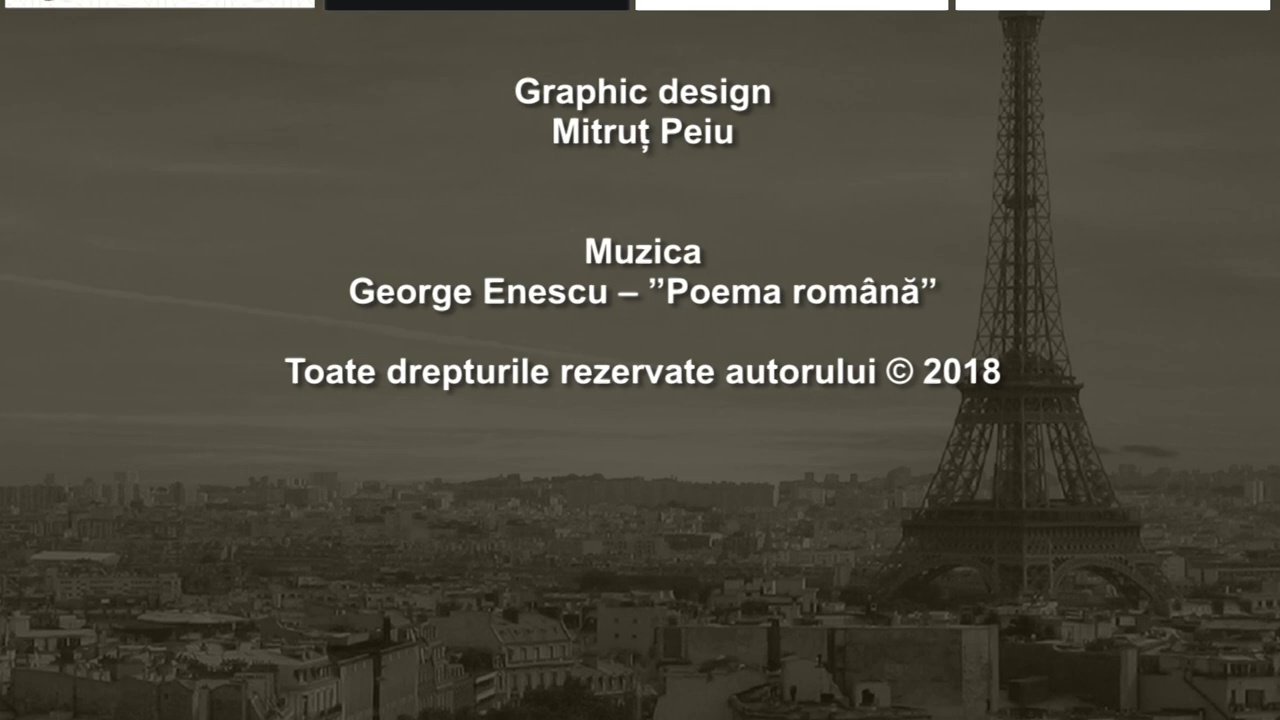 Graphic design
Mitruț Peiu
Muzica
George Enescu – ”Poema română”
Toate drepturile rezervate autorului © 2018